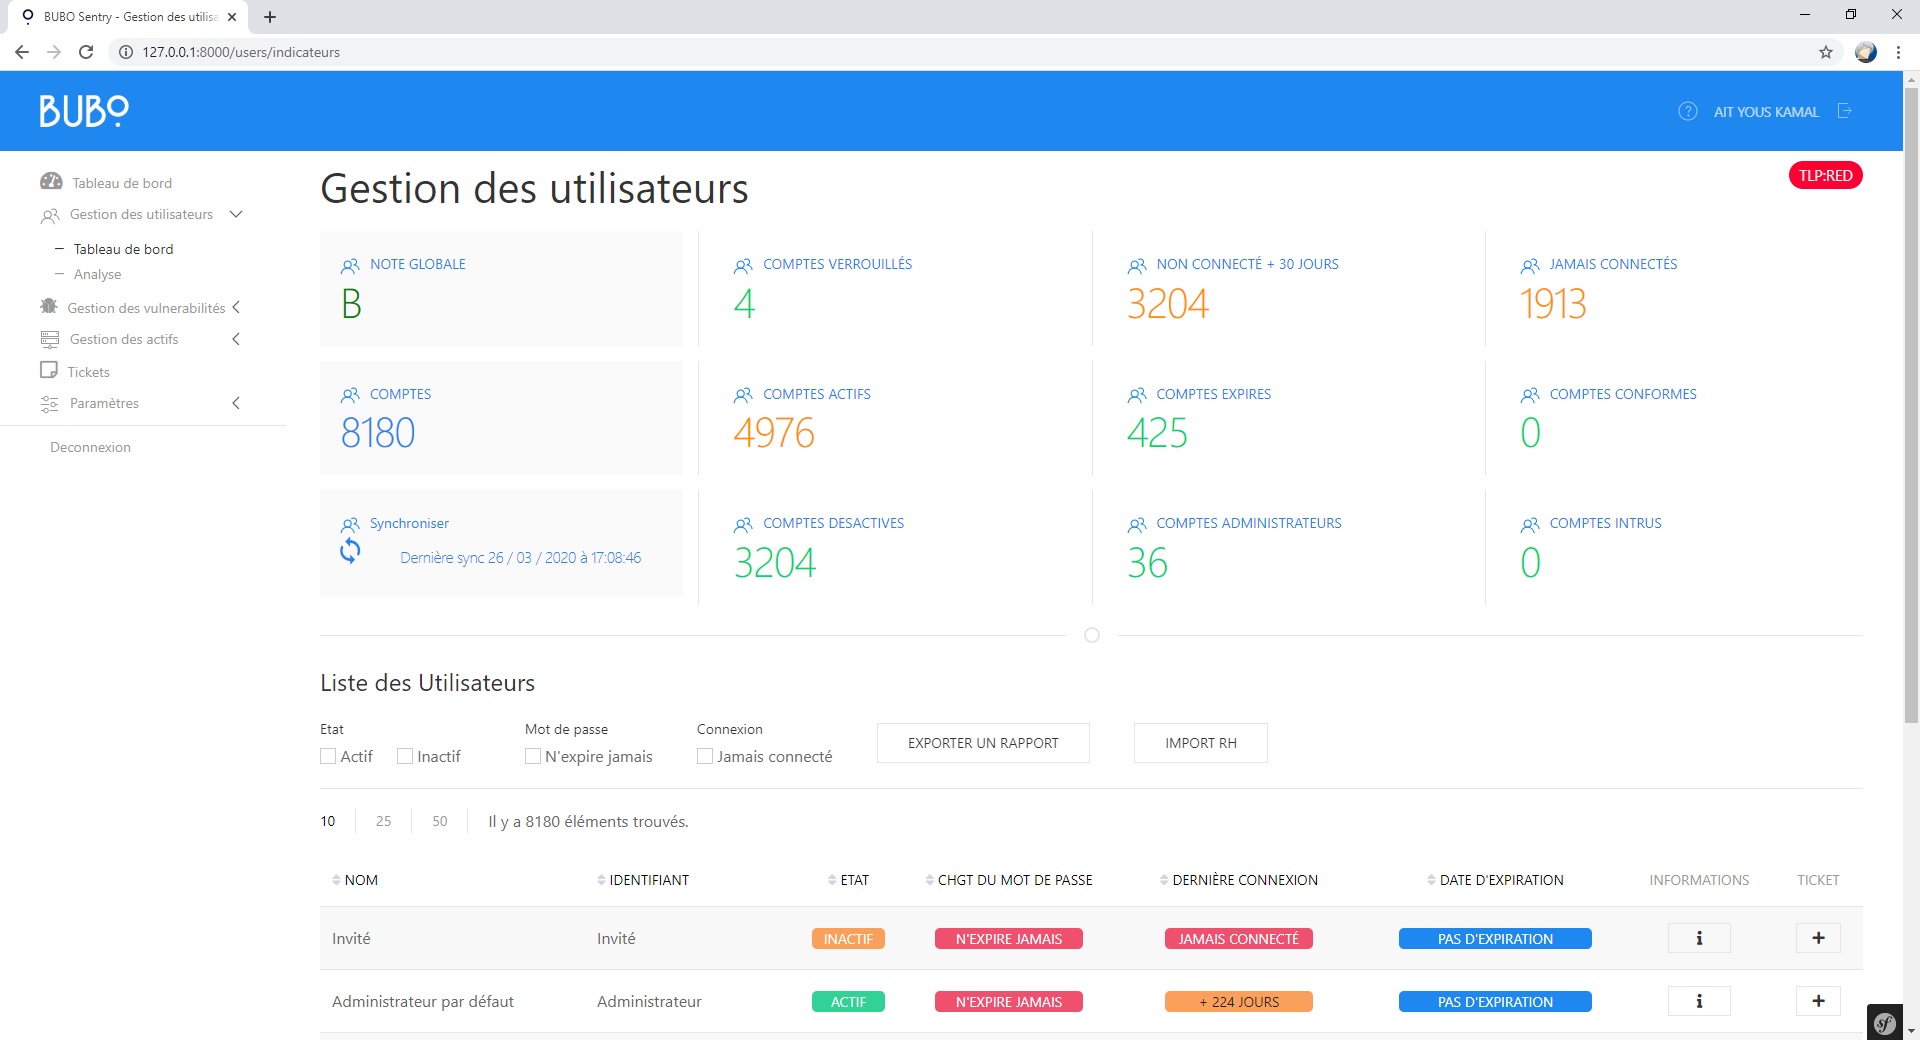 BUBO Sentry - Gestion des utilisa
127.0.0.1:8000/users/indicateurs
BUBO
? AIT YOUS KAMAL
Tableau de bord
Gestion des utilisateurs
Tableau de bord
Analyse
Gestion des vulnerabilités
Gestion des actifs
Tickets
Paramètres
Deconnexion
Gestion des utilisateurs
TLP:RED
NOTE GLOBALE
B
COMPTES VERROUILLÉS
4
NON CONNECTÉ + 30 JOURS
3204
JAMAIS CONNECTÉS
1913
COMPTES
8180
COMPTES ACTIFS
4976
COMPTES EXPIRES
425
COMPTES CONFORMES
0
Synchroniser
Dernière sync 26 / 03 / 2020 à 17:08:46
COMPTES DESACTIVES
3204
COMPTES ADMINISTRATEURS
36
COMPTES INTRUS
0
Liste des Utilisateurs
Etat
Actif Inactif
Mot de passe
N'expire jamais
Connexion
Jamais connecté
EXPORTER UN RAPPORT
IMPORT RH
10 25 50 Il y a 8180 éléments trouvés.
NOM IDENTIFIANT ETAT CHGT DU MOT DE PASSE DERNIÈRE CONNEXION DATE D'EXPIRATION INFORMATIONS TICKET
Invité Invité INACTIF N'EXPIRE JAMAIS JAMAIS CONNECTÉ PAS D'EXPIRATION i +
Administrateur par défaut Administrateur ACTIF N'EXPIRE JAMAIS + 224 JOURS PAS D'EXPIRATION i +
sf